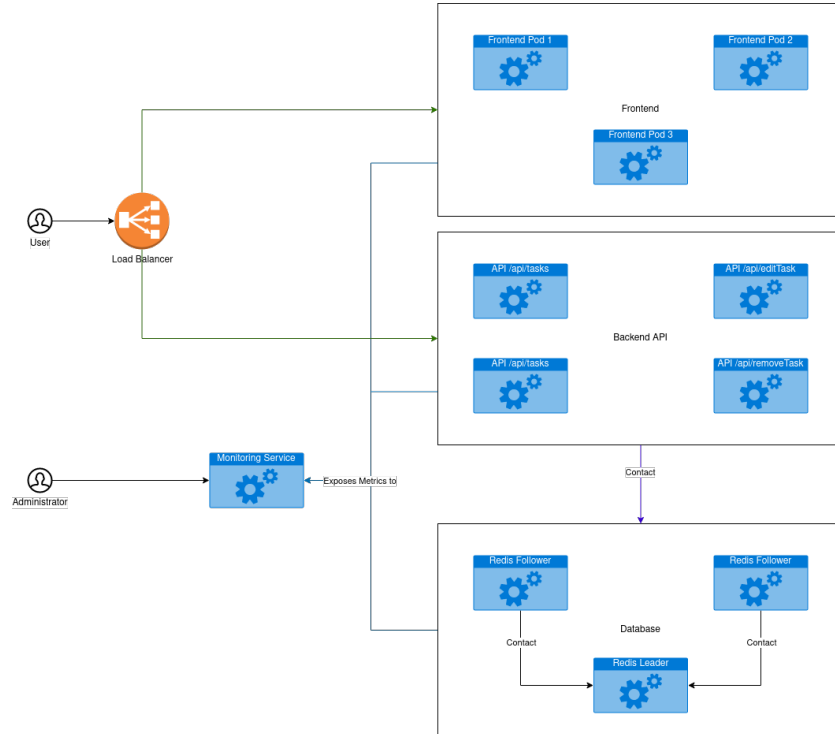 Frontend Pod 1
Frontend Pod 2
Frontend
Frontend Pod 3
User
Load Balancer
API /api/tasks
API /api/editTask
Backend API
API /api/tasks
API /api/removeTask
Monitoring Service
Contact
Exposes Metrics to
Administrator
Redis Follower
Redis Follower
Database
Contact
Contact
Redis Leader